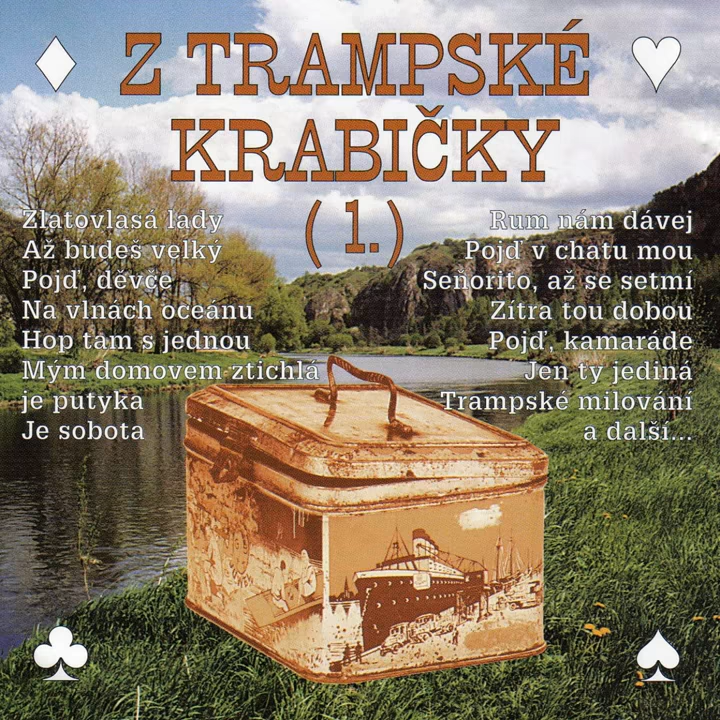 Z TRAMPSKÉ
KRABIČKY
( 1.)
Zlatovlasá lady
Až budeš velký
Pojď, děvče
Na vlnách oceánu
Hop tam s jednou
Mým domovem ztichlá
je putyka
Je sobota
Rum nám dávej
Pojď v chatu mou
Seňorito, až se setmí
Zítra tou dobou
Pojď, kamaráde
Jen ty jediná
Trampské milování
a další...